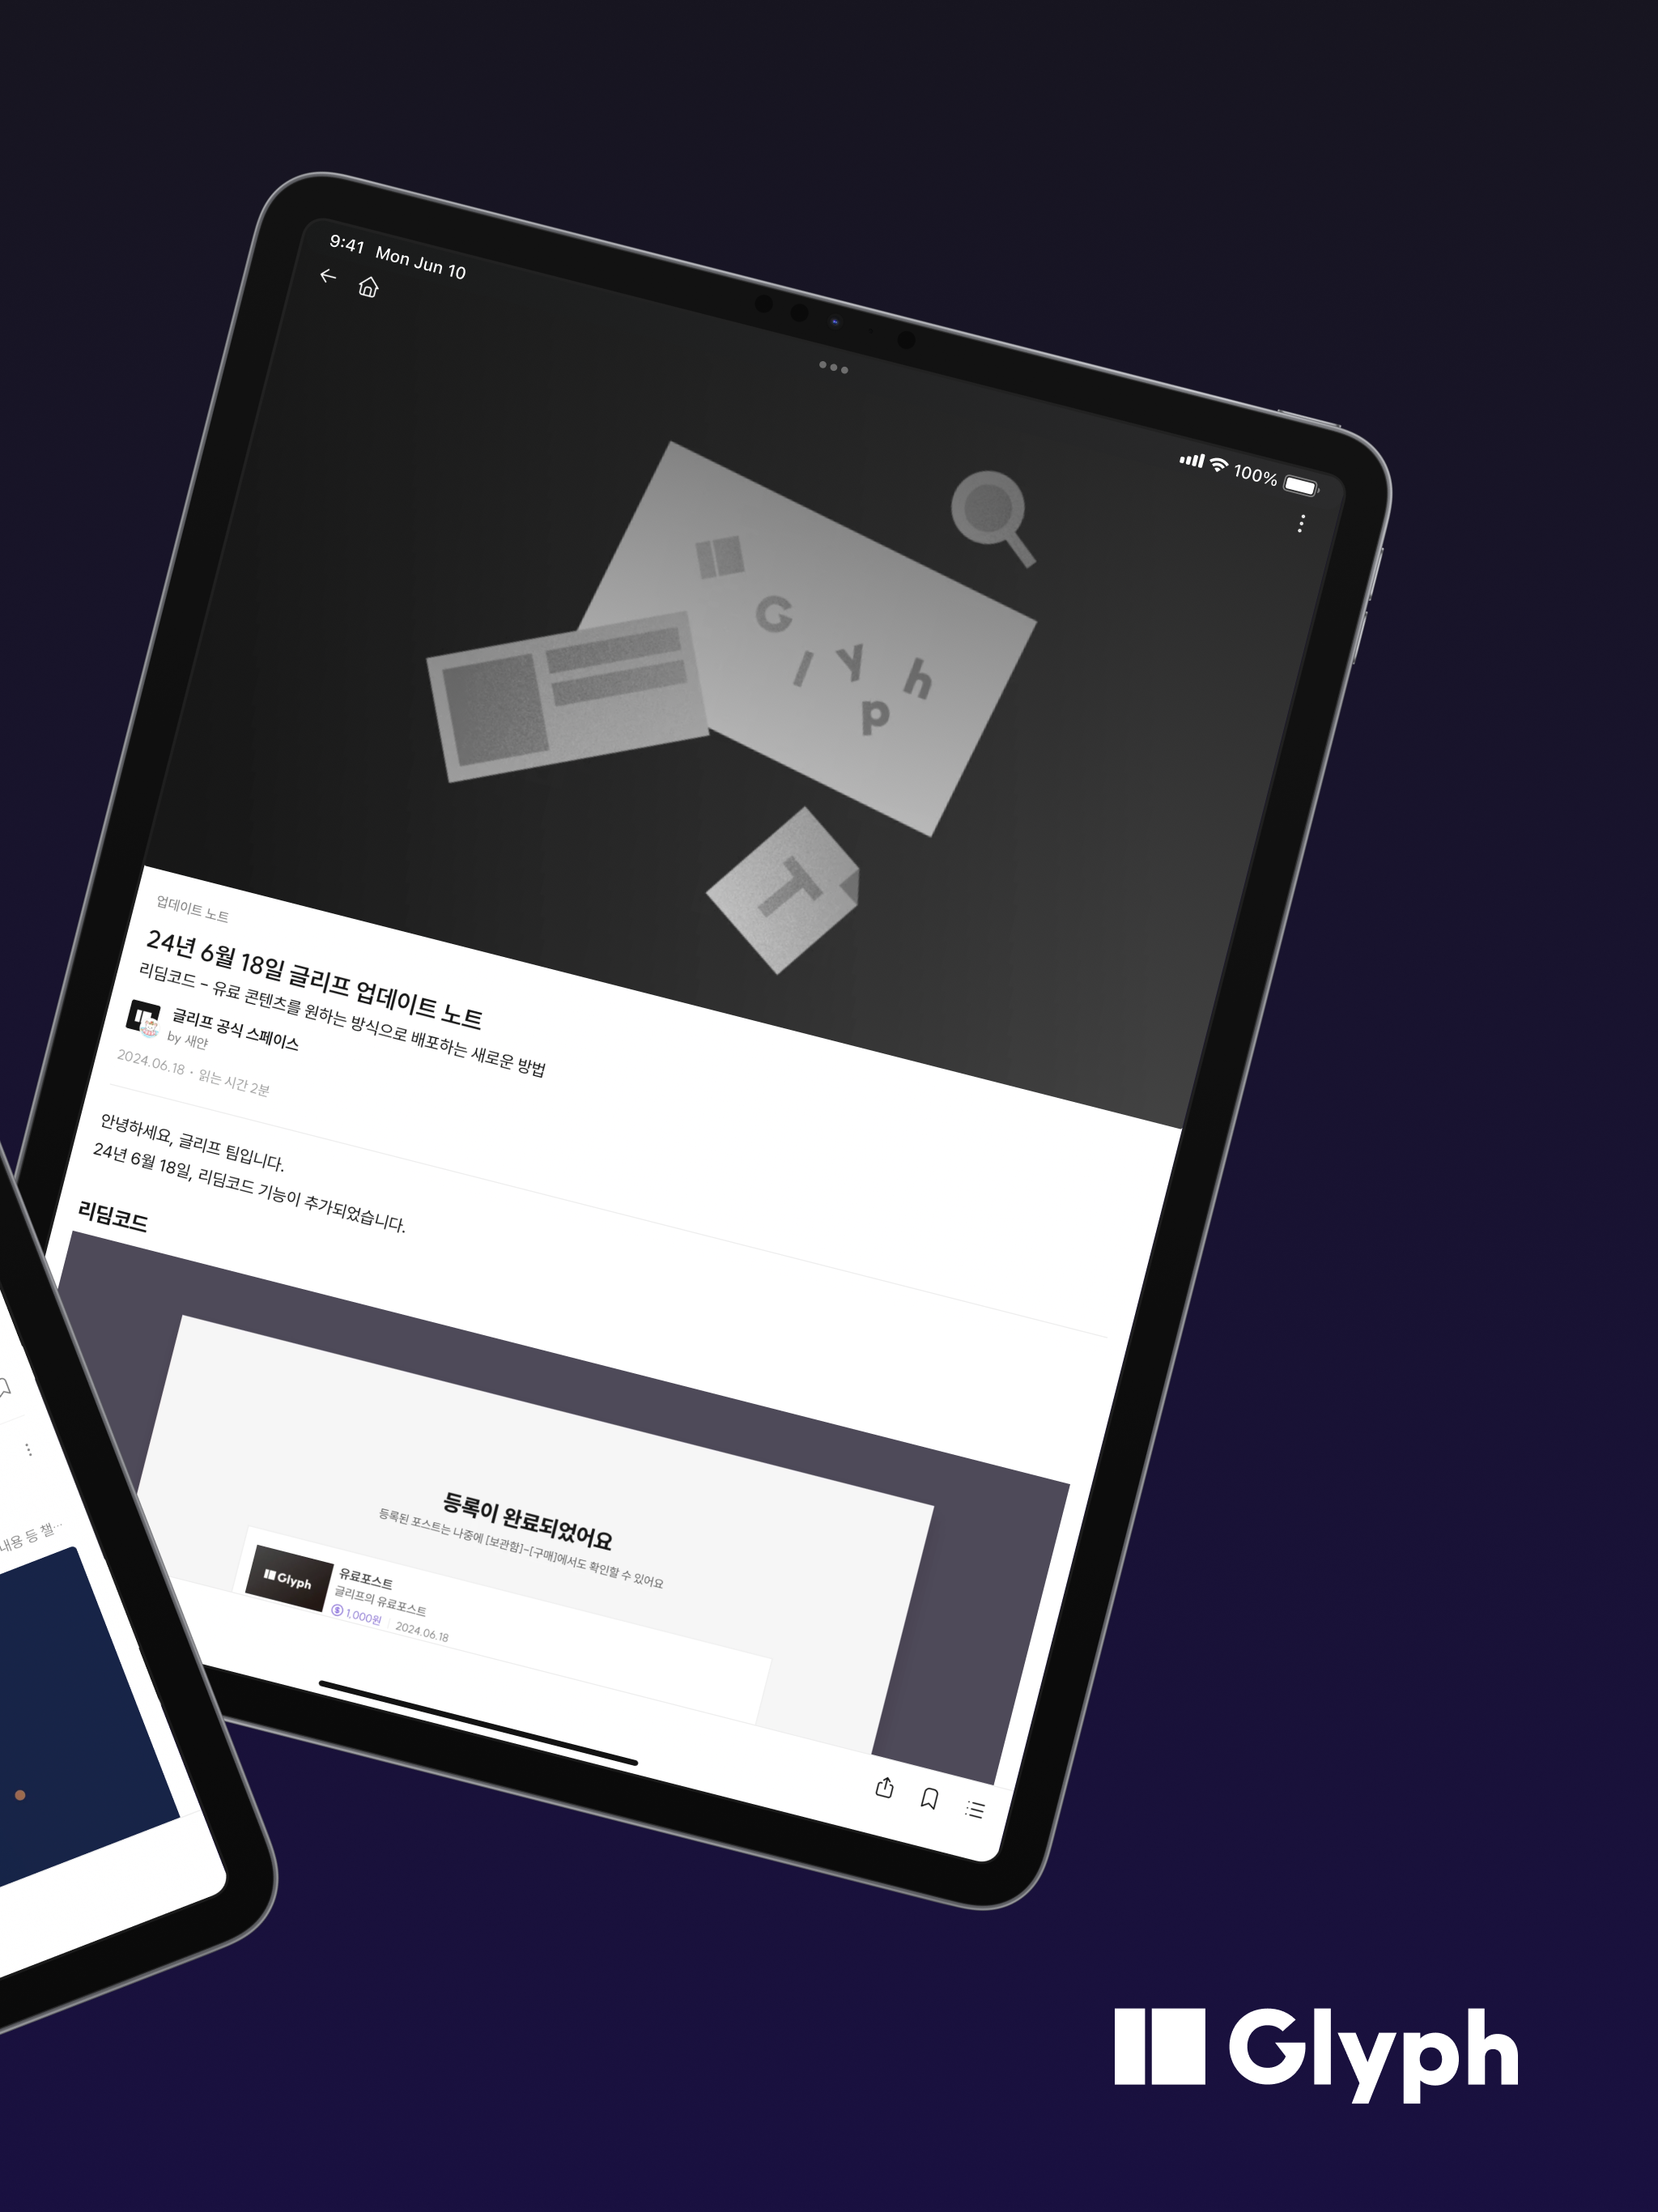 9:41 Mon Jun 10
100%
Glyph
T
업데이트 노트
24년 6월 18일 글리프 업데이트 노트
리딤코드 - 유료 콘텐츠를 원하는 방식으로 배포하는 새로운 방법
글리프 공식 스페이스
by 새얀
2024.06.18 · 읽는 시간 2분
안녕하세요, 글리프 팀입니다.
24년 6월 18일, 리딤코드 기능이 추가되었습니다.
리딤코드
등록이 완료되었어요
등록된 포스트는 나중에 [보관함]-[구매]에서도 확인할 수 있어요
Glyph
유료포스트
글리프의 유료포스트
1,000원 2024.06.18
내용 등 챌…
Glyph